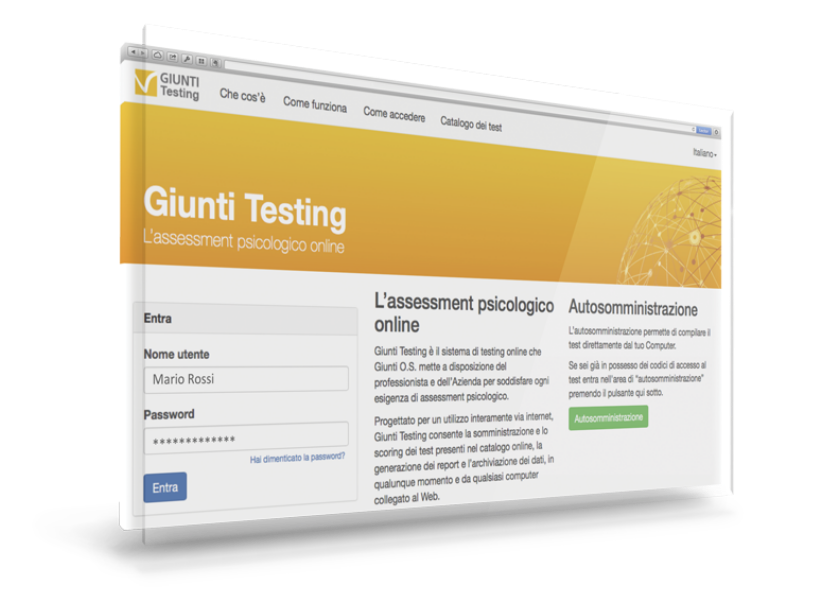 GIUNTI
Testing
Che cos'è
Come funziona
Come accedere
Catalogo dei test
Italiano
Giunti Testing
L'assessment psicologico online
Entra
Nome utente
Mario Rossi
Password
*************
Hai dimenticato la password?
Entra
L'assessment psicologico
online
Giunti Testing è il sistema di testing online che
Giunti O.S. mette a disposizione del
professionista e dell'Azienda per soddisfare ogni
esigenza di assessment psicologico.
Progettato per un utilizzo interamente via internet,
Giunti Testing consente la somministrazione e lo
scoring dei test presenti nel catalogo online, la
generazione dei report e l'archiviazione dei dati, in
qualunque momento e da qualsiasi computer
collegato al Web.
Autosomministrazione
L'autosomministrazione permette di compilare il
test direttamente dal tuo Computer.
Se sei già in possesso dei codici di accesso al
test entra nell'area di "autosomministrazione"
premendo il pulsante qui sotto.
Autosomministrazione